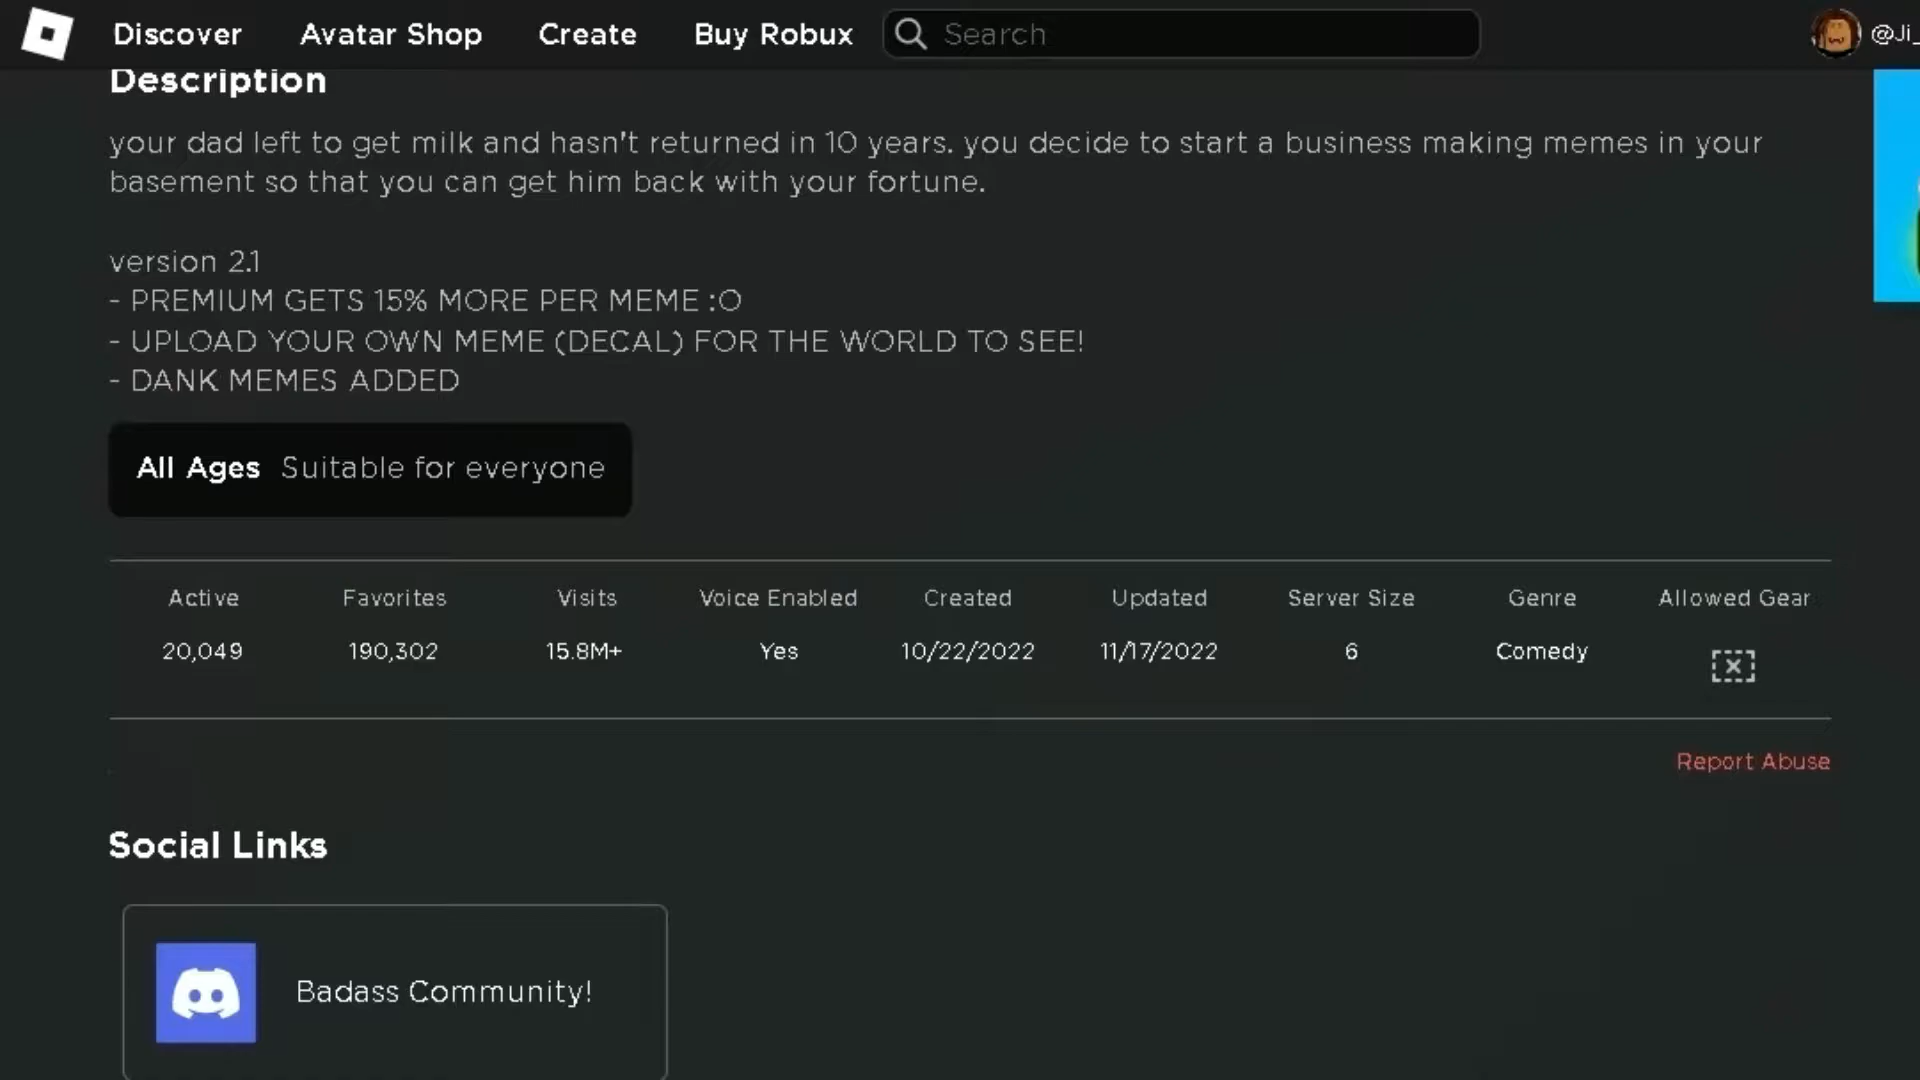 Discover Avatar Shop Create Buy Robux Search @Ji_
Description
your dad left to get milk and hasn't returned in 10 years. you decide to start a business making memes in your
basement so that you can get him back with your fortune.
version 2.1
- PREMIUM GETS 15% MORE PER MEME :O
- UPLOAD YOUR OWN MEME (DECAL) FOR THE WORLD TO SEE!
- DANK MEMES ADDED
All Ages Suitable for everyone
Active Favorites Visits Voice Enabled Created Updated Server Size Genre Allowed Gear
20,049 190,302 15.8M+ Yes 10/22/2022 11/17/2022 6 Comedy
Report Abuse
Social Links
Badass Community!